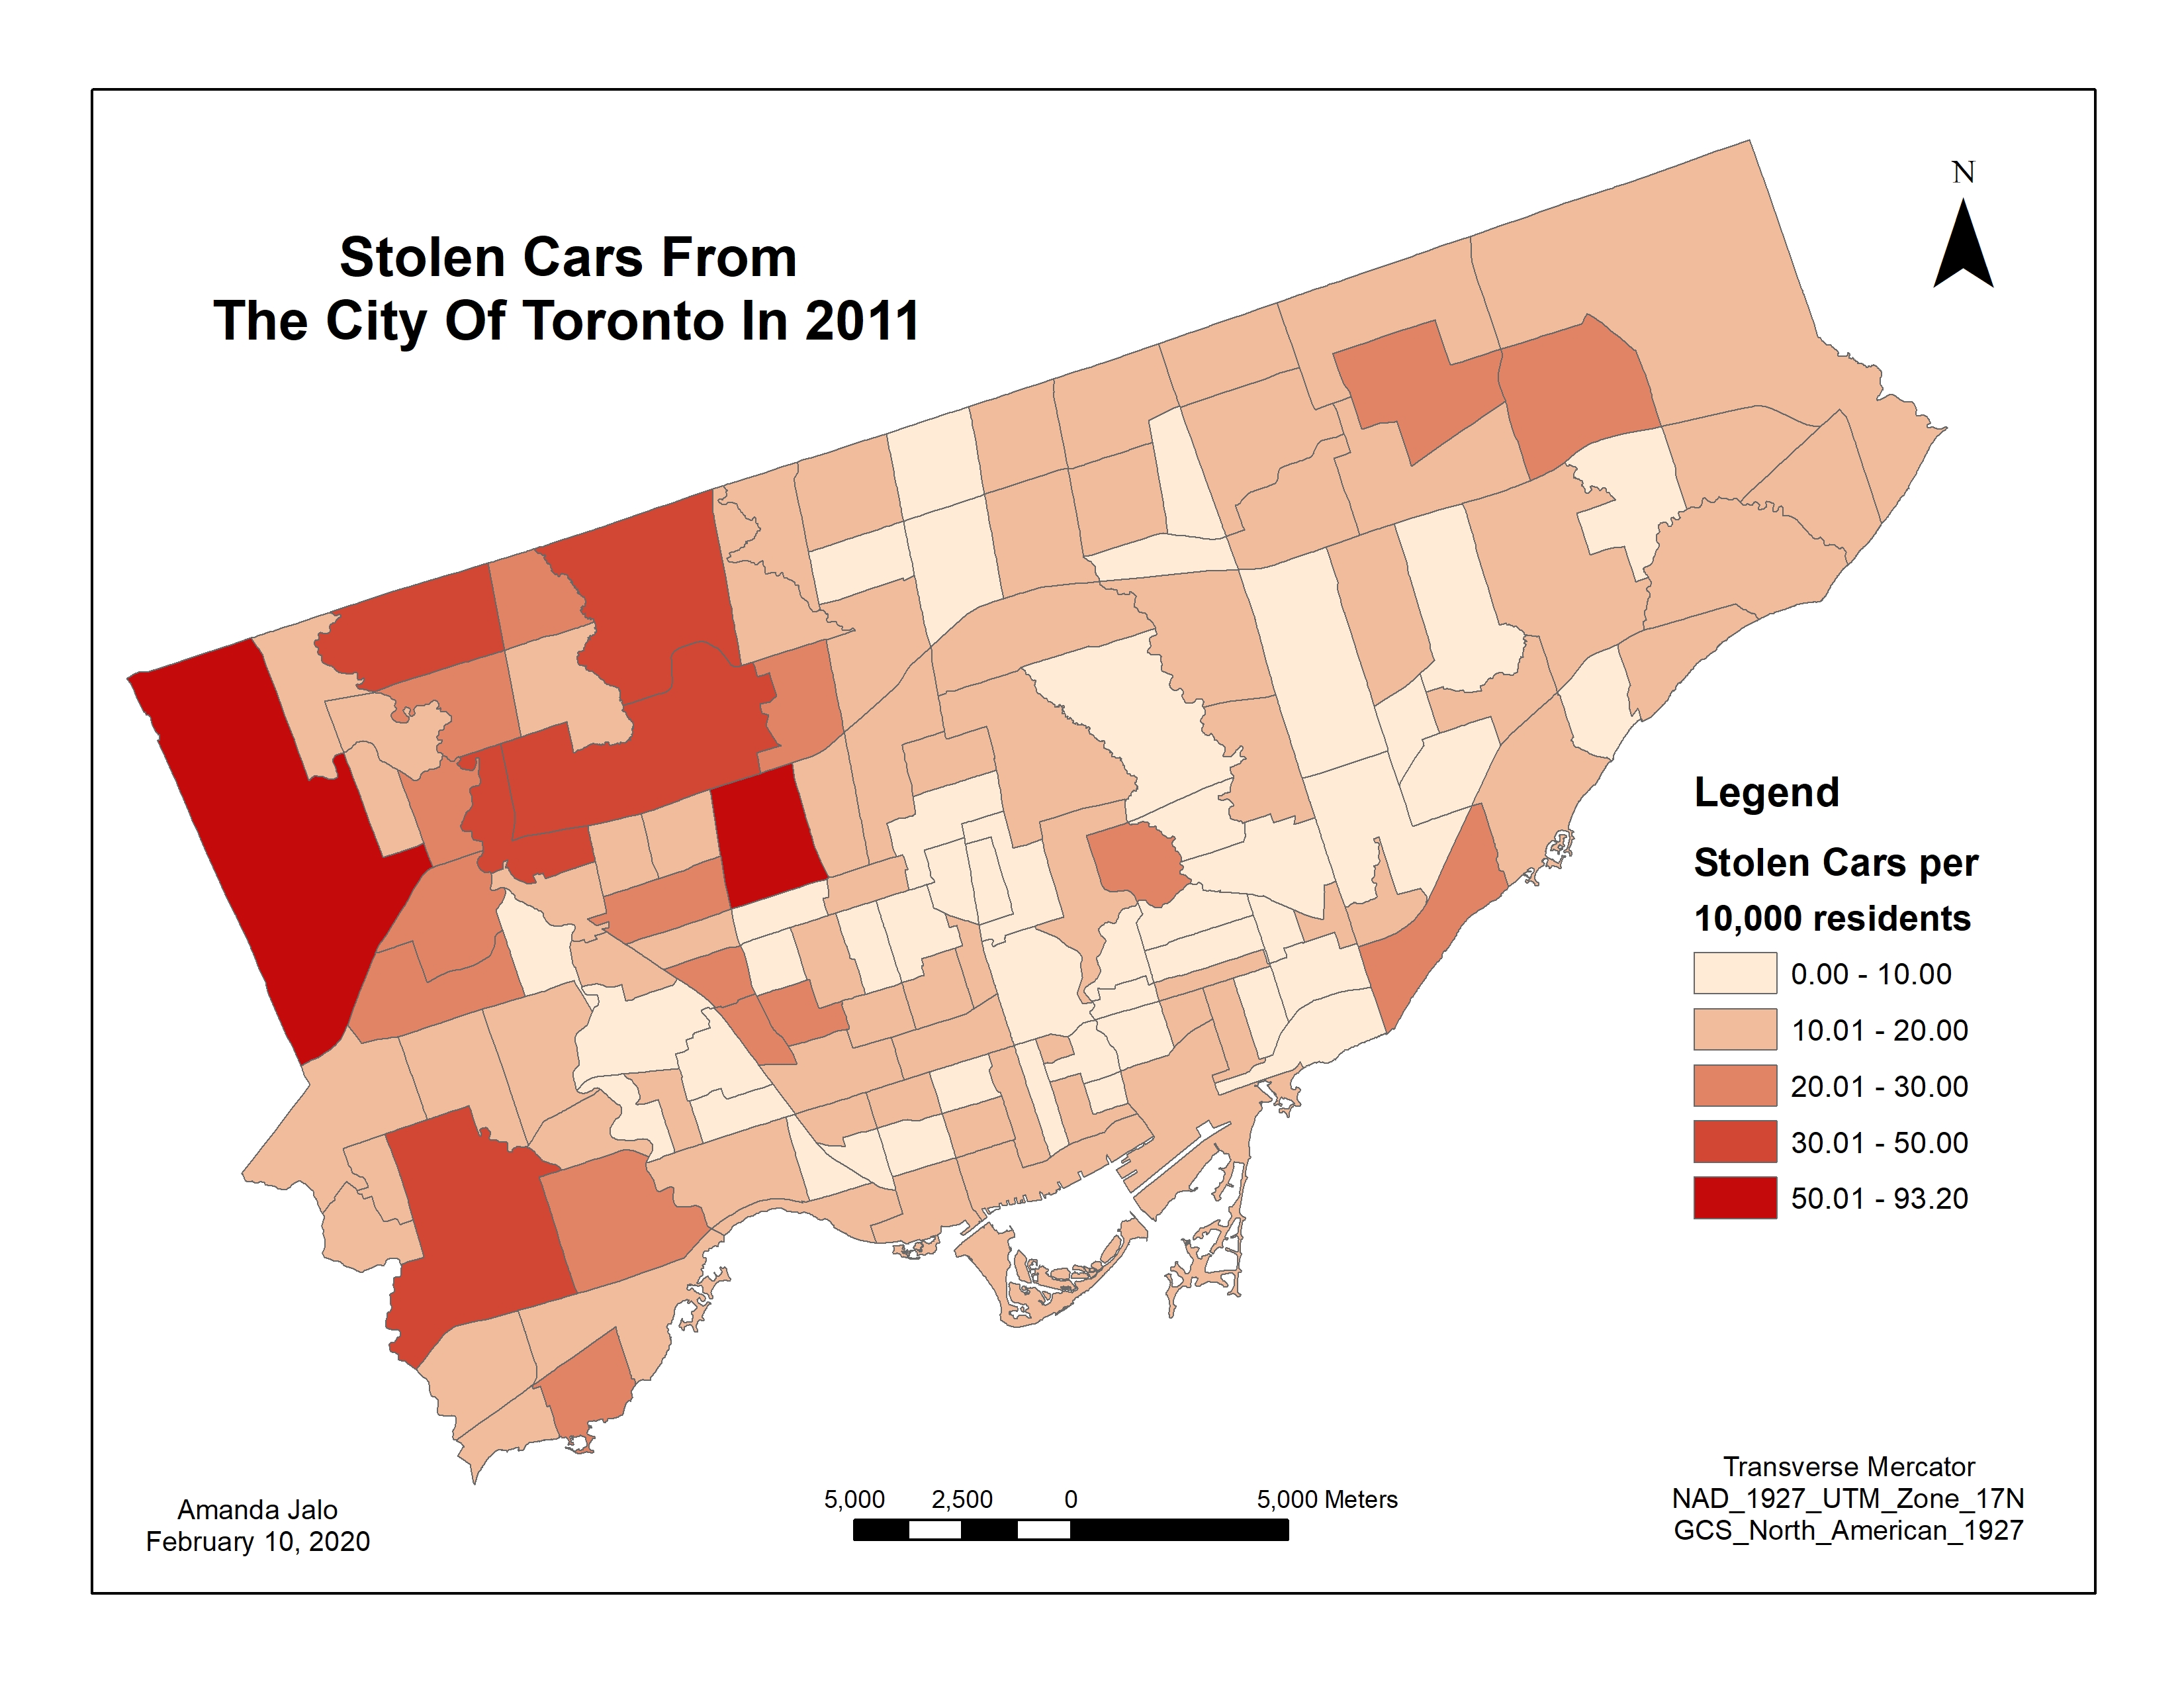 Stolen Cars From
The City Of Toronto In 2011
N
Legend
Stolen Cars per
10,000 residents
0.00 - 10.00
10.01 - 20.00
20.01 - 30.00
30.01 - 50.00
50.01 - 93.20
Amanda Jalo
February 10, 2020
5,000 2,500 0 5,000 Meters
Transverse Mercator
NAD_1927_UTM_Zone_17N
GCS_North_American_1927